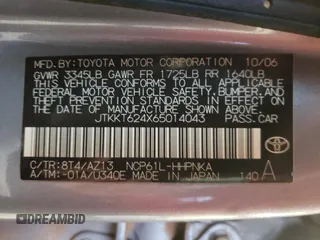 MFD. BY: TOYOTA MOTOR CORPORATION 10/06
GVWR 3345LB GAWR FR 1725LB RR 1640LB
THIS VEHICLE CONFORMS TO ALL APPLICABLE
FEDERAL MOTOR VEHICLE SAFETY, BUMPER, AND
THEFT PREVENTION STANDARDS IN EFFECT ON
THE DATE OF MANUFACTURE SHOWN ABOVE.
JTKKT624X65014043 PASS.CAR
C/TR: 8T4/AZ13 NCP61L-HHPNKA
A/TM: -01A/U340E MADE IN JAPAN 140 A
AUTOBIDMASTER